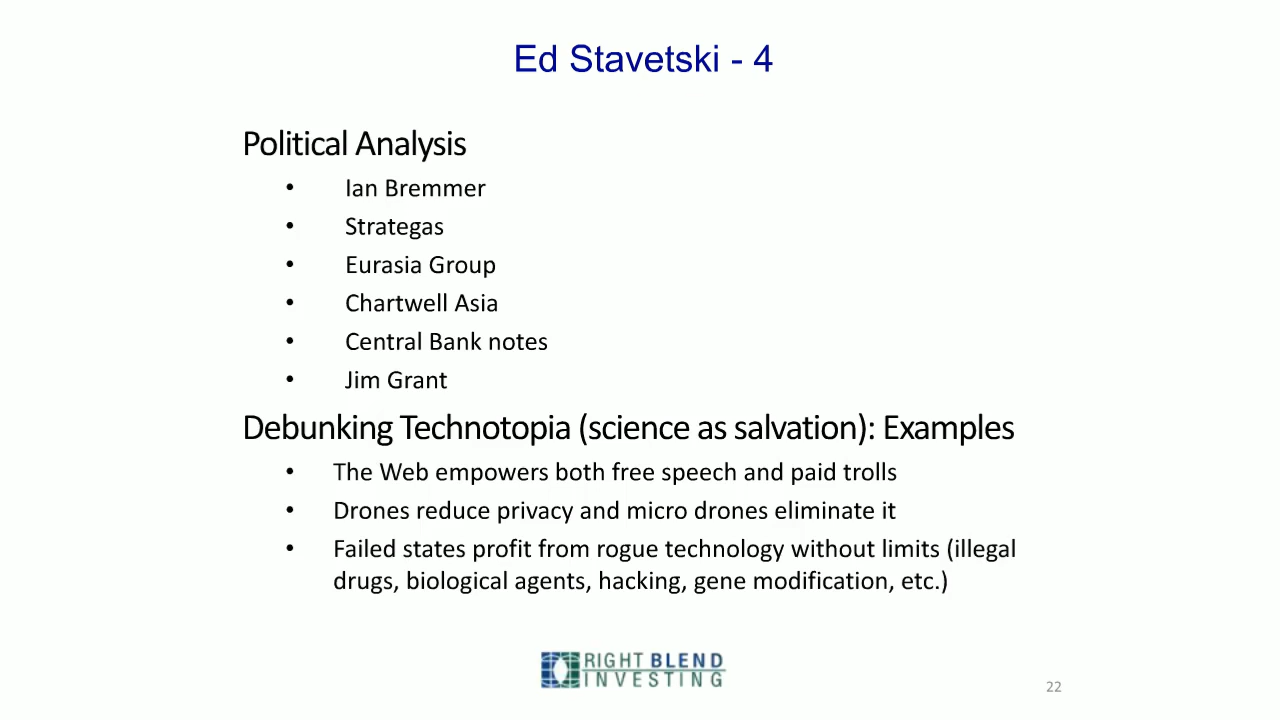 Ed Stavetski - 4
Political Analysis
• Ian Bremmer
• Strategas
• Eurasia Group
• Chartwell Asia
• Central Bank notes
• Jim Grant
Debunking Technotopia (science as salvation): Examples
• The Web empowers both free speech and paid trolls
• Drones reduce privacy and micro drones eliminate it
• Failed states profit from rogue technology without limits (illegal
drugs, biological agents, hacking, gene modification, etc.)
RIGHT BLEND
INVESTING
22